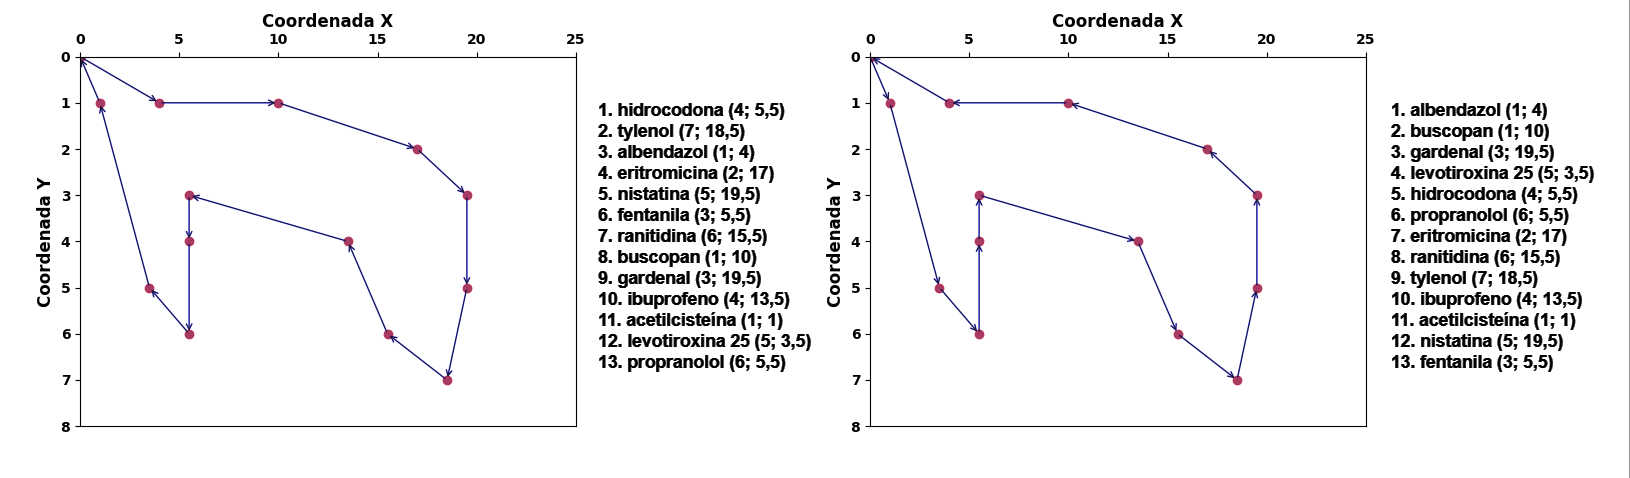 Coordenada X
0 5 10 15 20 25
Coordenada Y
0
1
2
3
4
5
6
7
8
1. hidrocodona (4; 5,5)
2. tylenol (7; 18,5)
3. albendazol (1; 4)
4. eritromicina (2; 17)
5. nistatina (5; 19,5)
6. fentanila (3; 5,5)
7. ranitidina (6; 15,5)
8. buscopan (1; 10)
9. gardenal (3; 19,5)
10. ibuprofeno (4; 13,5)
11. acetilcisteína (1; 1)
12. levotiroxina 25 (5; 3,5)
13. propranolol (6; 5,5)
Coordenada X
0 5 10 15 20 25
Coordenada Y
0
1
2
3
4
5
6
7
8
1. albendazol (1; 4)
2. buscopan (1; 10)
3. gardenal (3; 19,5)
4. levotiroxina 25 (5; 3,5)
5. hidrocodona (4; 5,5)
6. propranolol (6; 5,5)
7. eritromicina (2; 17)
8. ranitidina (6; 15,5)
9. tylenol (7; 18,5)
10. ibuprofeno (4; 13,5)
11. acetilcisteína (1; 1)
12. nistatina (5; 19,5)
13. fentanila (3; 5,5)